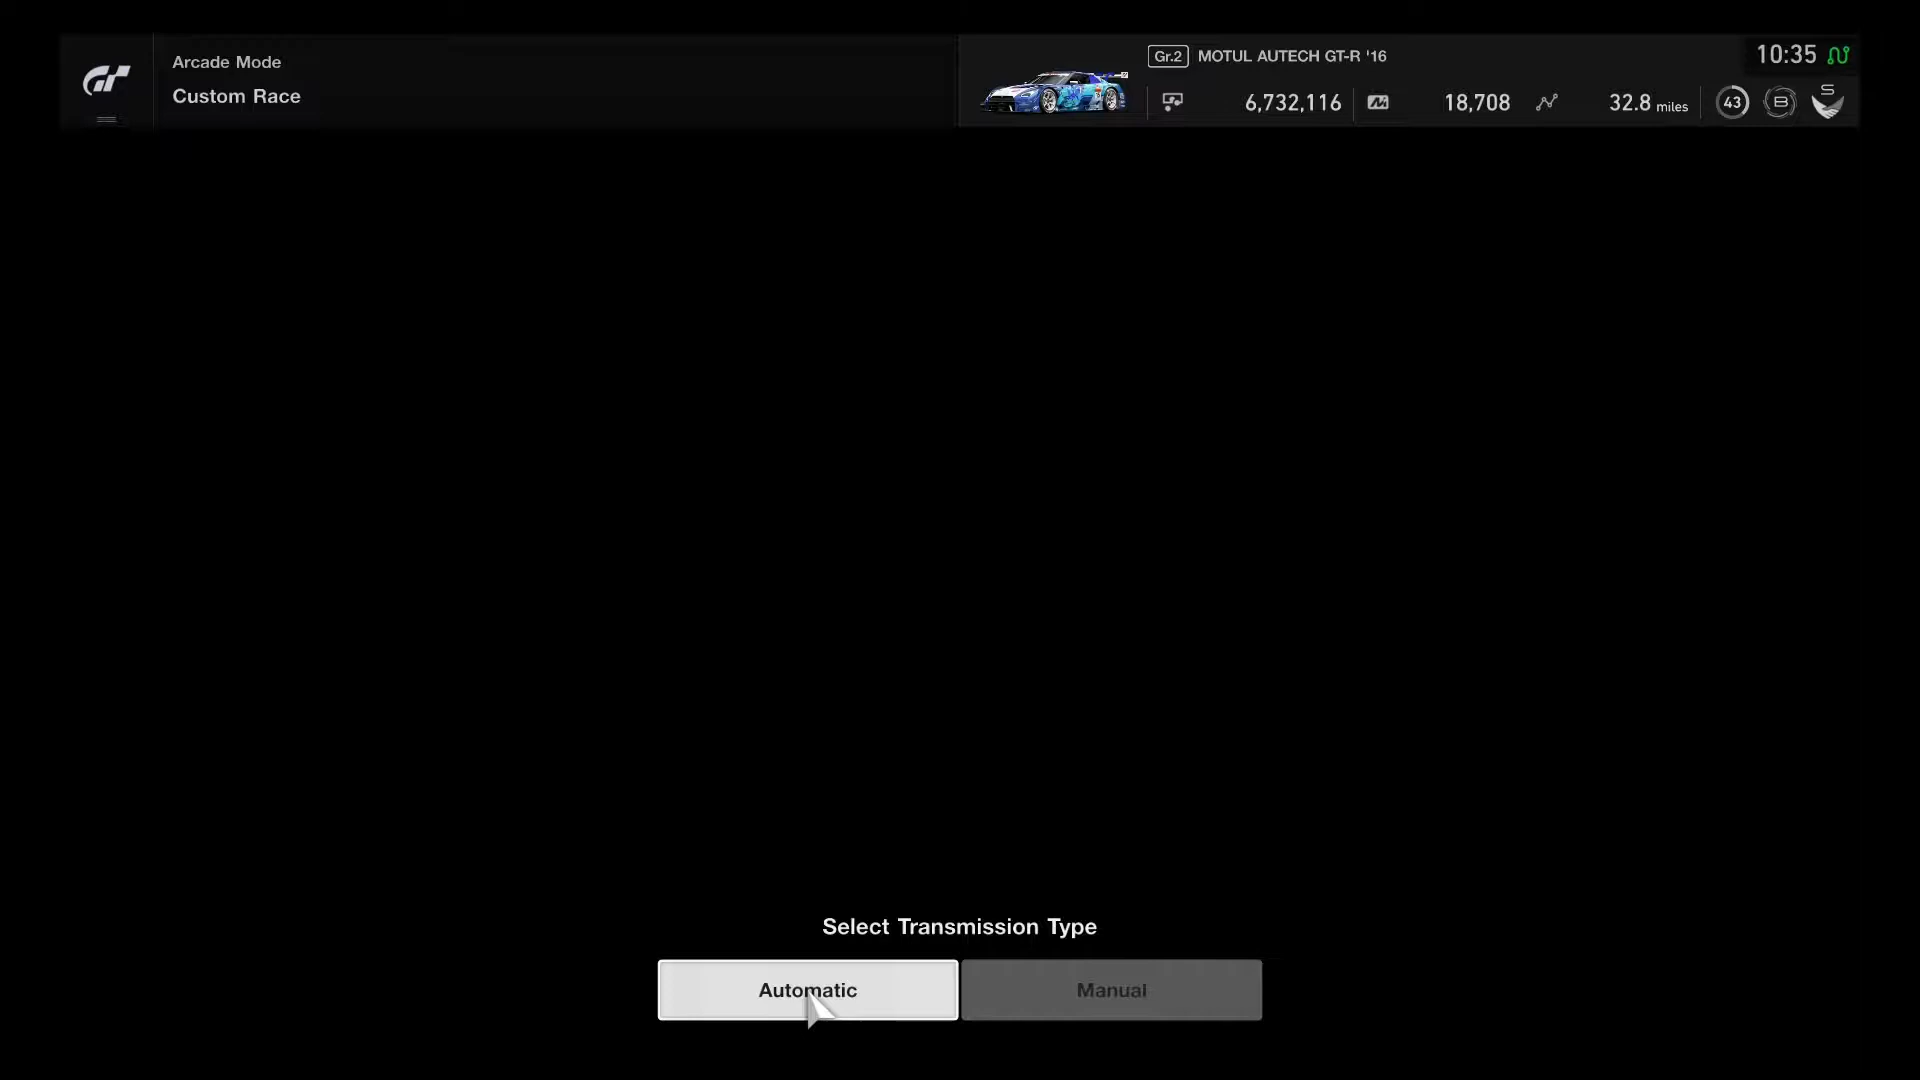 Arcade Mode
Custom Race
Gr.2 MOTUL AUTECH GT-R '16
10:35
6,732,116 18,708 32.8 miles 43 B S
Select Transmission Type
Automatic Manual